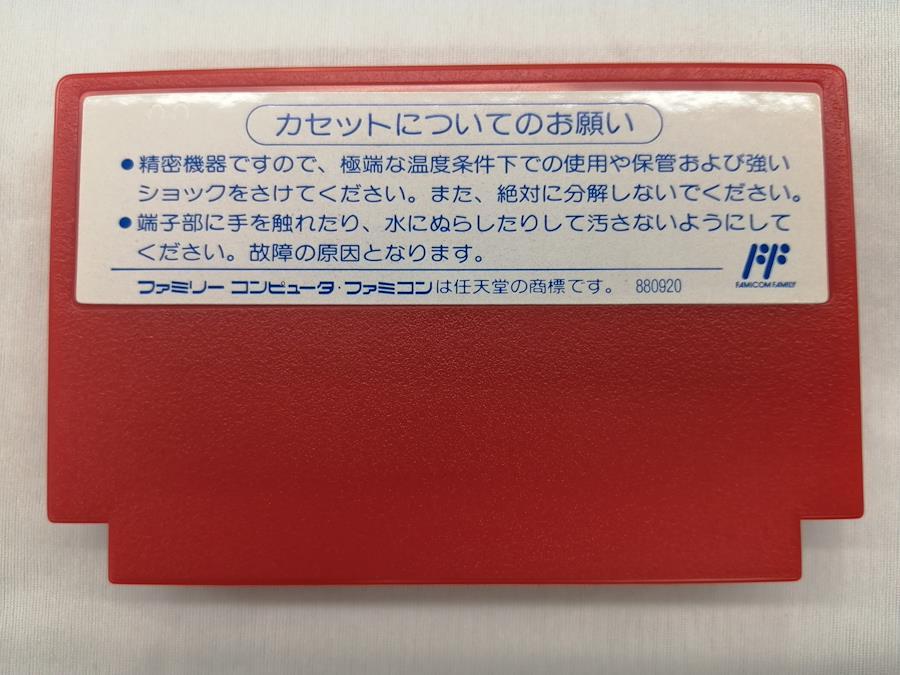 カセットについてのお願い
●精密機器ですので、極端な温度条件下での使用や保管および強い
ショックをさけてください。また、絶対に分解しないでください。
●端子部に手を触れたり、水にぬらしたりして汚さないようにして
ください。故障の原因となります。
ファミリー コンピュータ・ファミコンは任天堂の商標です。 880920
FF
FAMICOM FAMILY